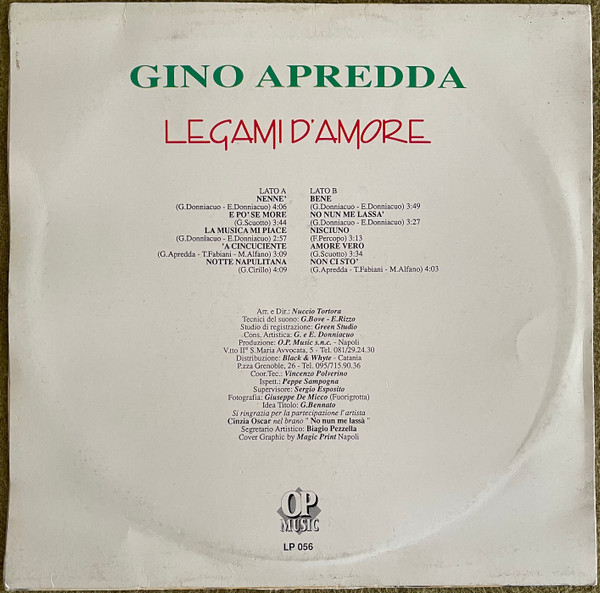 GINO APREDDA
LEGAMI D'AMORE
LATO A
NENNE'
(G.Donniacuo - E.Donniacuo) 4:06
E PO' SE MORE
(G.Scuotto) 3:44
LA MUSICA MI PIACE
(G.Donniacuo - E.Donniacuo) 2:57
'A CINCUCIENTE
(G.Apredda - T.Fabiani - M.Alfano) 3:09
NOTTE NAPULITANA
(G.Cirillo) 4:09
LATO B
BENE
(G.Donniacuo - E.Donniacuo) 3:49
NO NUN ME LASSA'
(G.Donniacuo - E.Donniacuo) 3:27
NISCIUNO
(F.Percopo) 3:13
AMORE VERO
(G.Scuotto) 3:34
NON CI STO'
(G.Apredda - T.Fabiani - M.Alfano) 4:03
Arr. e Dir.: Nuccio Tortora
Tecnici del suono: G.Bove - E.Rizzo
Studio di registrazione: Green Studio
Cons. Artistica: G. e E. Donniacuo
Produzione: O.P. Music s.n.c. - Napoli
V.tto II° S.Maria Avvocata, 5 - Tel. 081/29.24.30
Distribuzione: Black & Whyte - Catania
P.zza Grenoble, 26 - Tel. 095/715.90.36
Coor.Tec.: Vincenzo Polverino
Ispett.: Peppe Sampogna
Supervisore: Sergio Esposito
Fotografia: Giuseppe De Micco (Fuorigrotta)
Idea Titolo: G.Bennato
Si ringrazia per la partecipazione l'artista
Cinzia Oscar nel brano " No nun me lassà "
Segretario Artistico: Biagio Pezzella
Cover Graphic by Magic Print Napoli
OP
MUSIC
LP 056